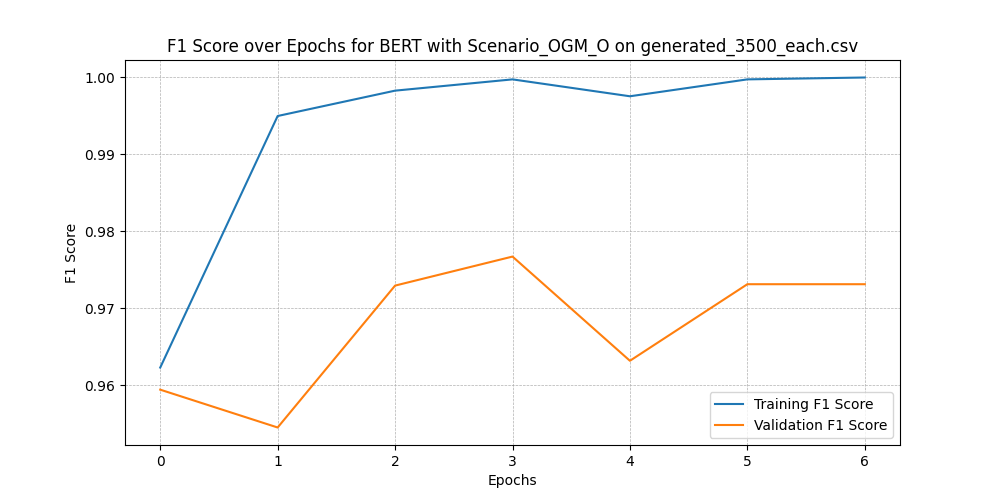 F1 Score over Epochs for BERT with Scenario_OGM_O on generated_3500_each.csv
F1 Score
1.00
0.99
0.98
0.97
0.96
0
1
2
3
4
5
6
Epochs
Training F1 Score
Validation F1 Score